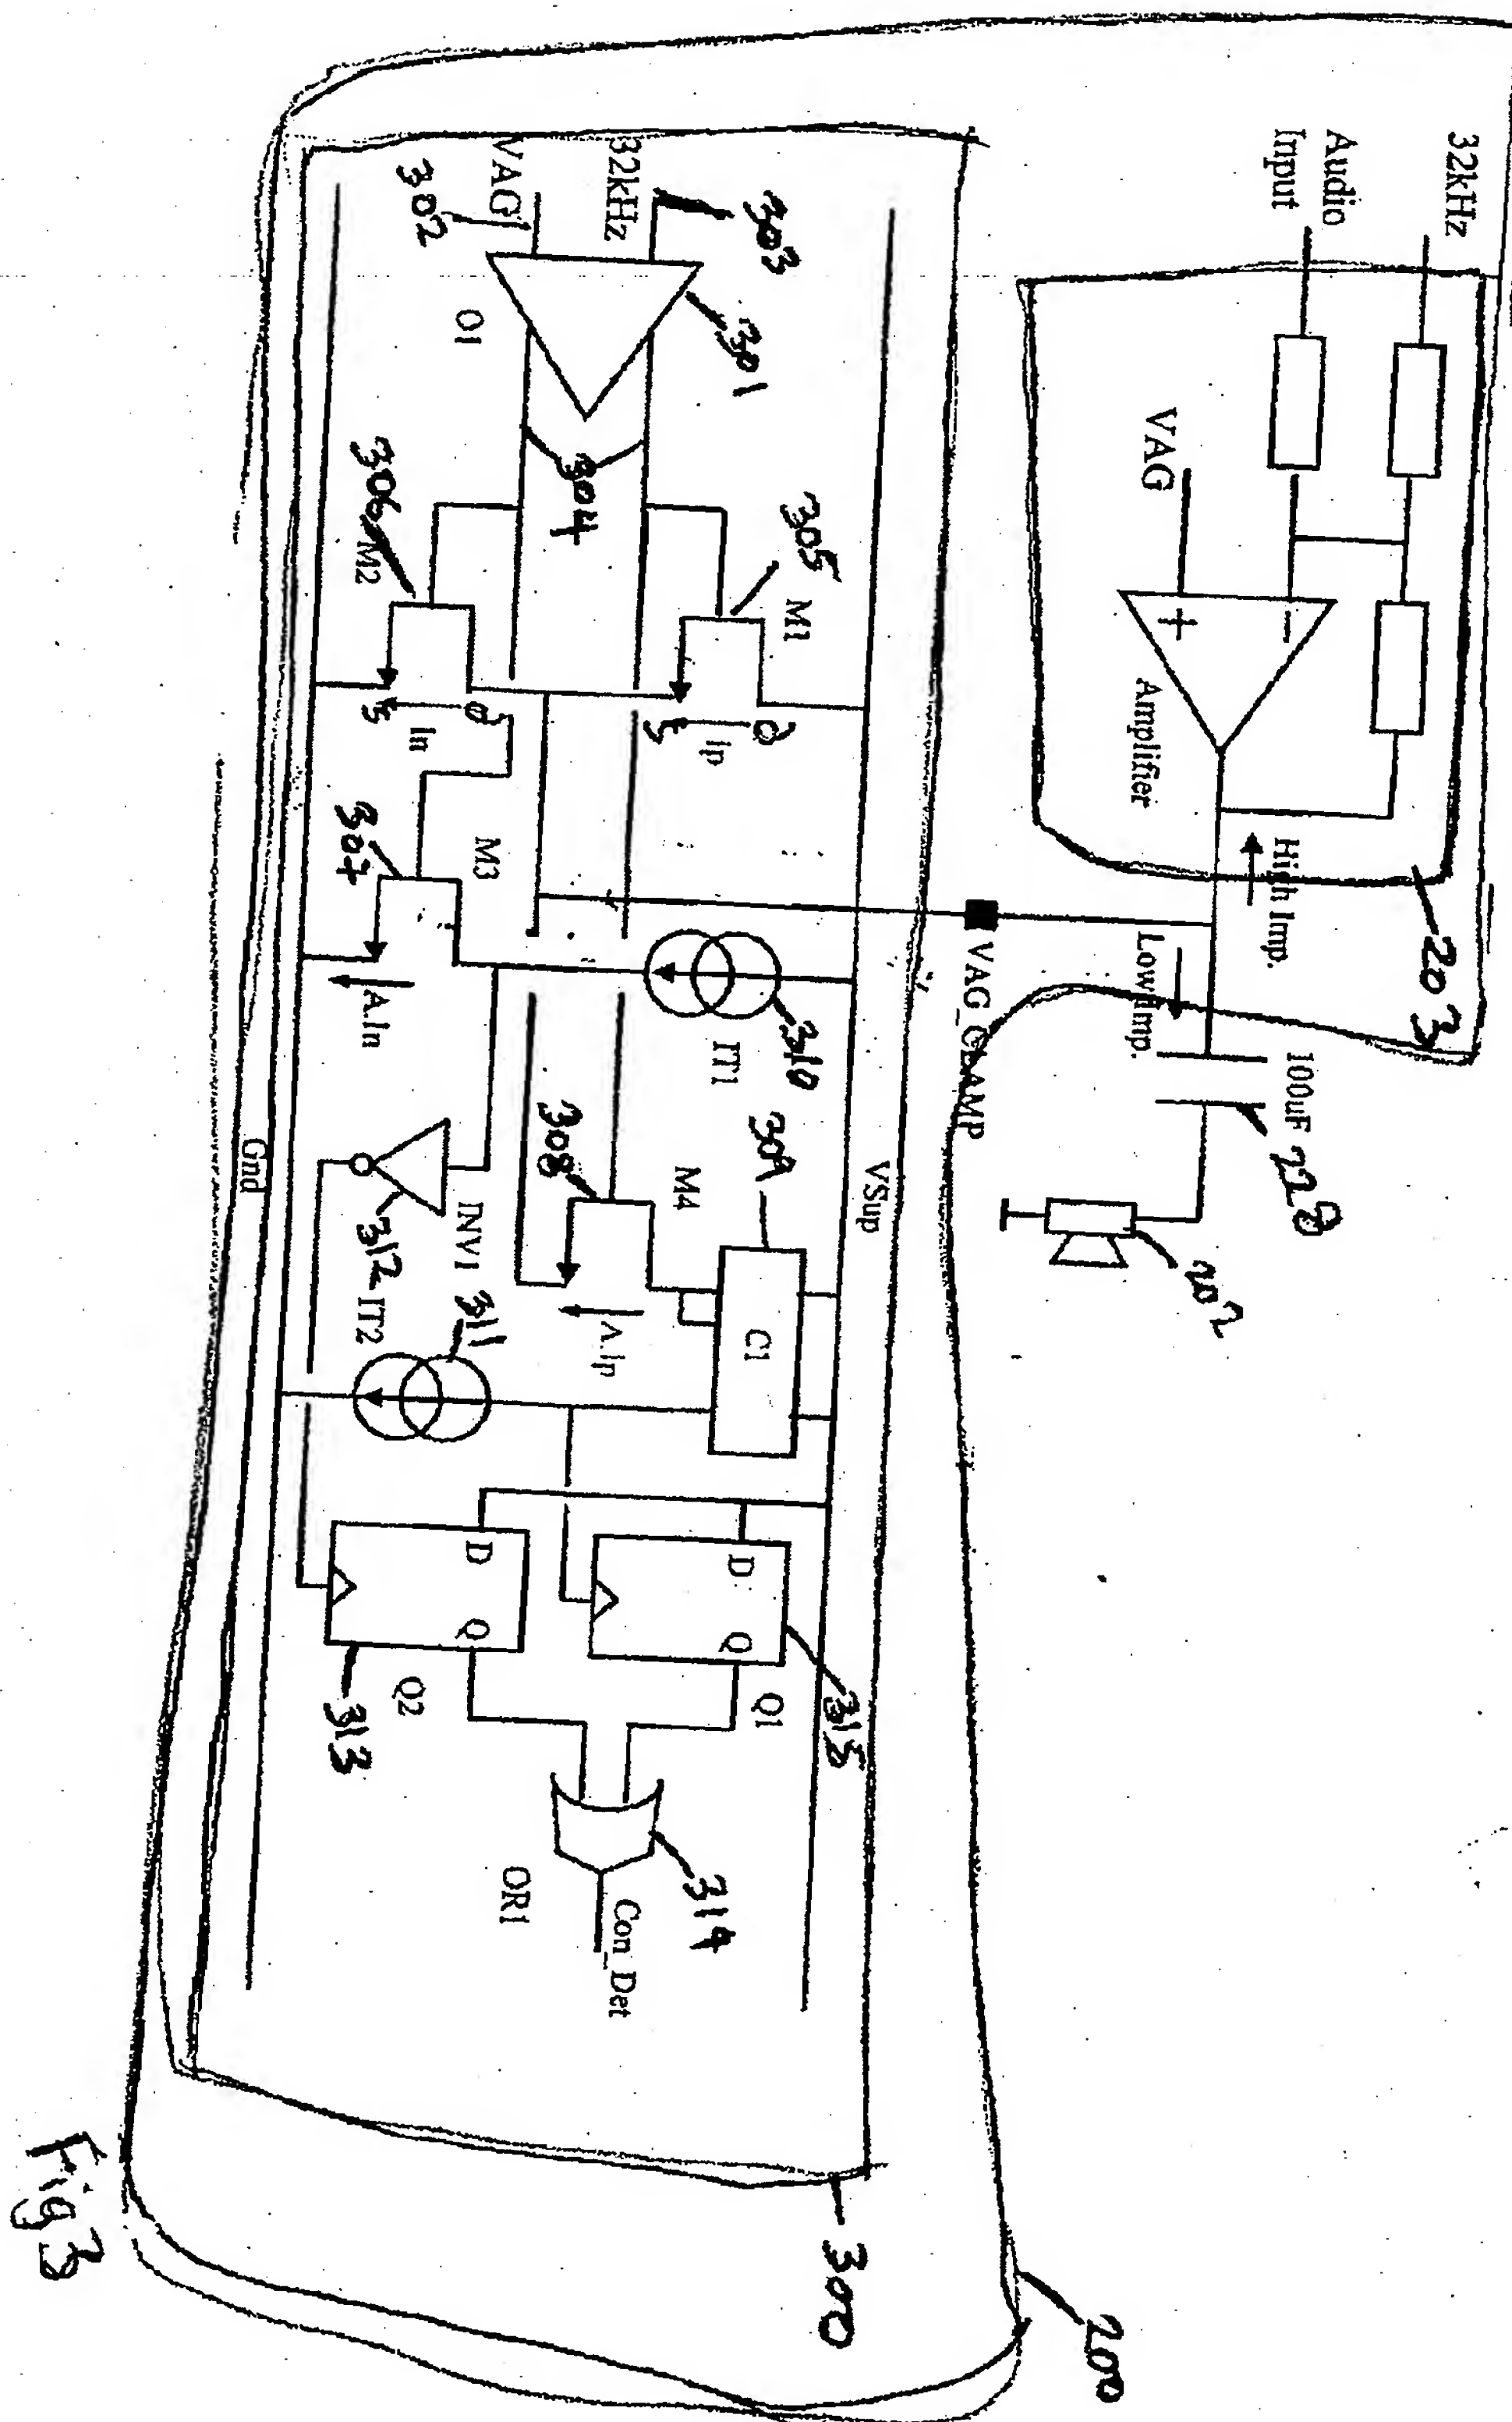 32kHz
Audio
Input
VAG
+
−
Amplifier
High Imp.
Low Imp.
203
100uF
228
202
VAG_CLAMP
VSup
303
32kHz
VAG
302
301
O1
304
305
M1
306
M2
Ip
In
M3
307
A.In
310
IT1
309
C1
M4
308
A.Ip
INV1
312
IT2
311
Gnd
D
Q
315
Q1
D
Q
Q2
313
314
OR1
Con_Det
300
200
Fig 3